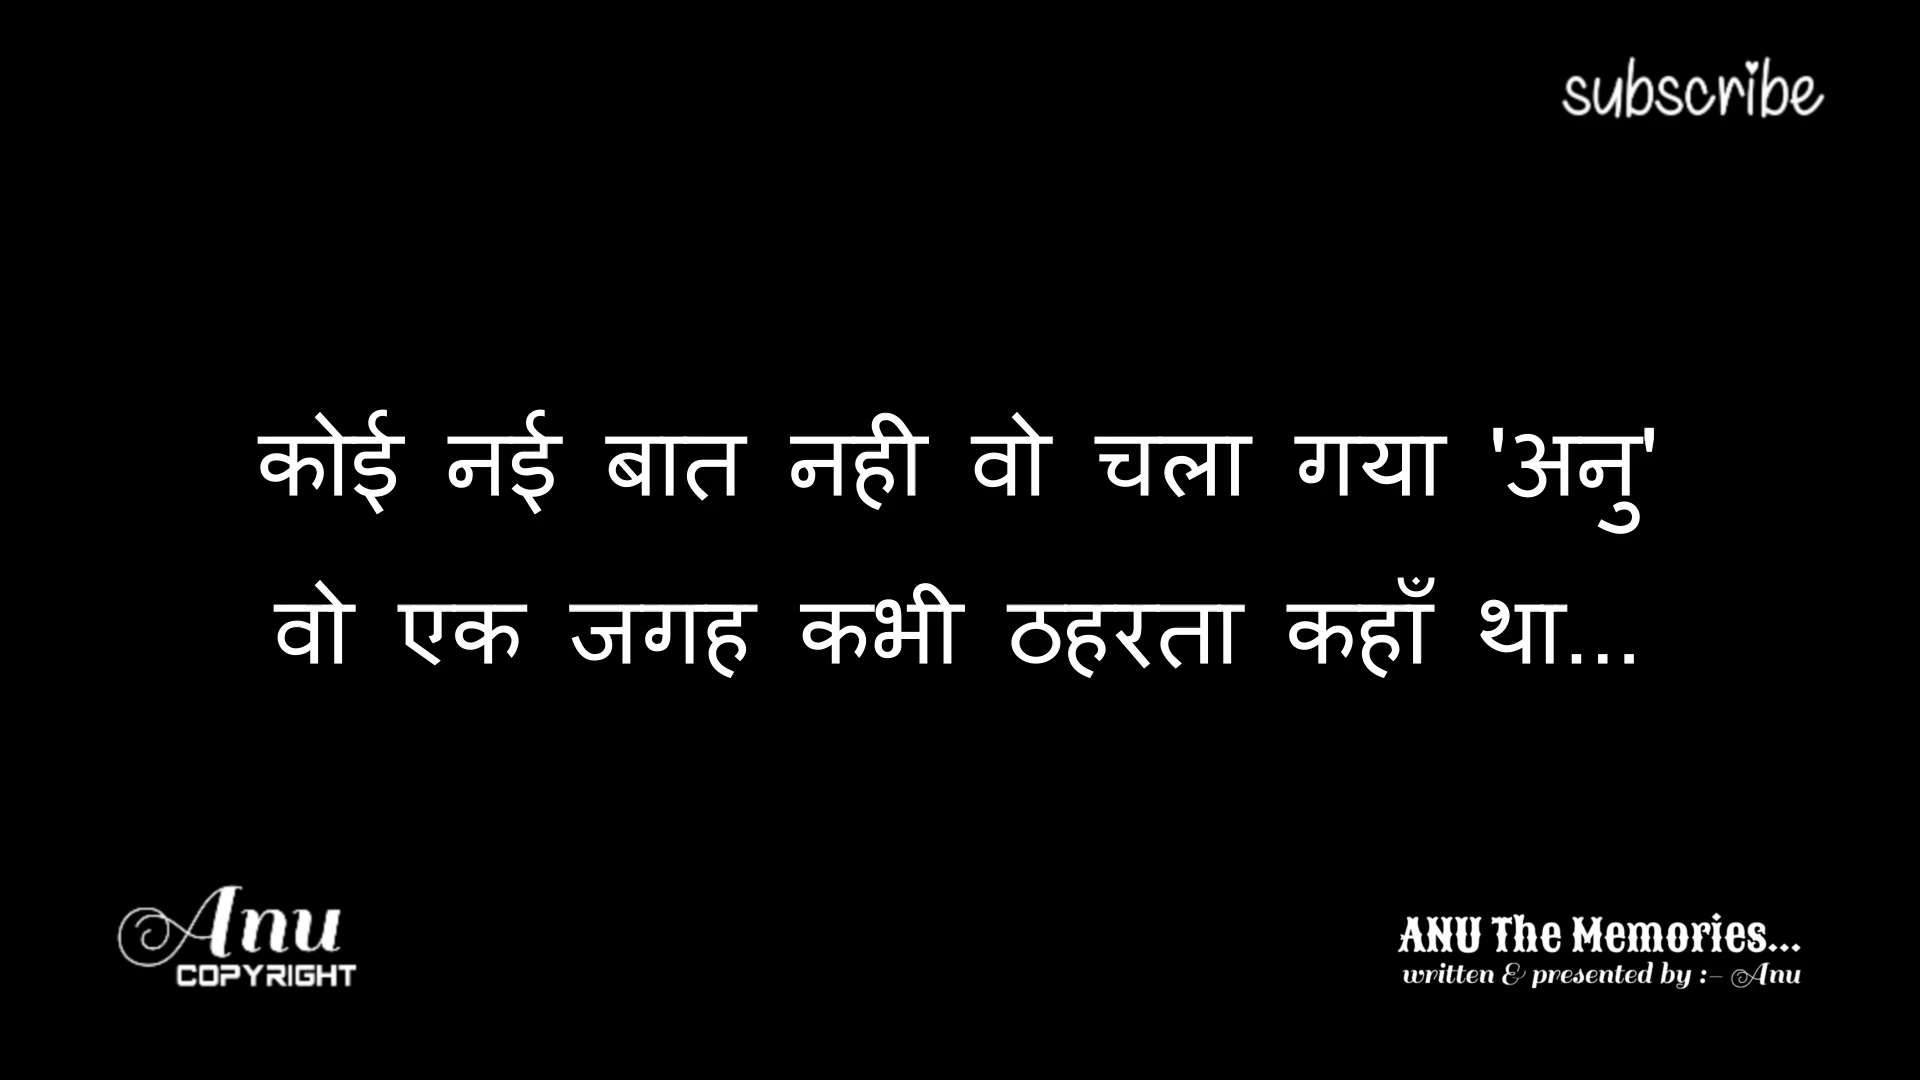 subscribe
कोई नई बात नही वो चला गया 'अनु'
वो एक जगह कभी ठहरता कहाँ था...
Anu
COPYRIGHT
ANU The Memories...
written & presented by :- Anu